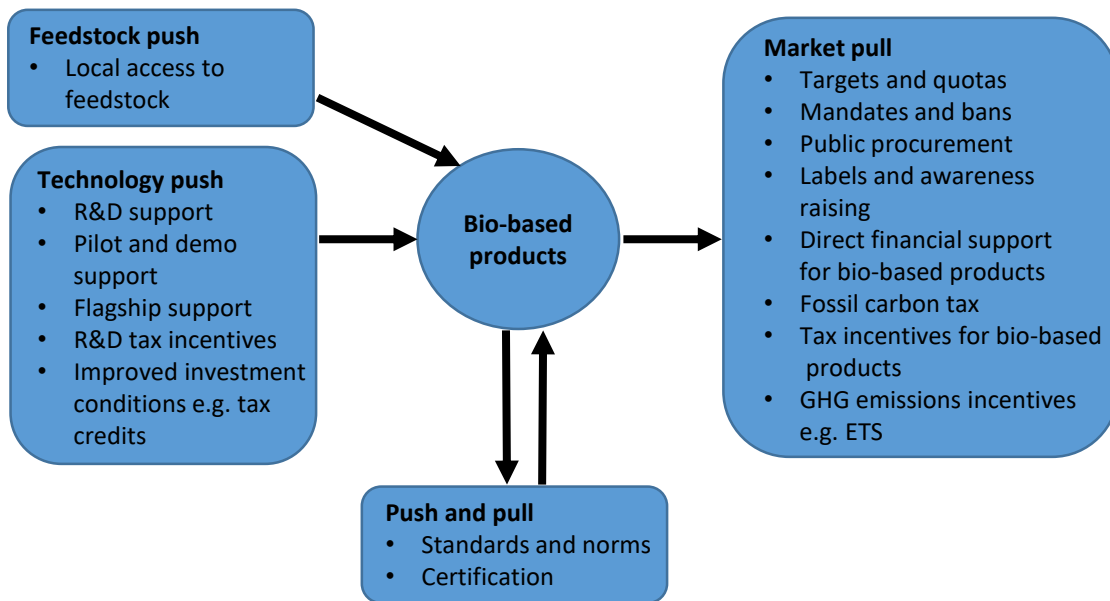 Feedstock push
• Local access to
feedstock
Technology push
• R&D support
• Pilot and demo
support
• Flagship support
• R&D tax incentives
• Improved investment
conditions e.g. tax
credits
Bio-based
products
Market pull
• Targets and quotas
• Mandates and bans
• Public procurement
• Labels and awareness
raising
• Direct financial support
for bio-based products
• Fossil carbon tax
• Tax incentives for bio-based
products
• GHG emissions incentives
e.g. ETS
Push and pull
• Standards and norms
• Certification